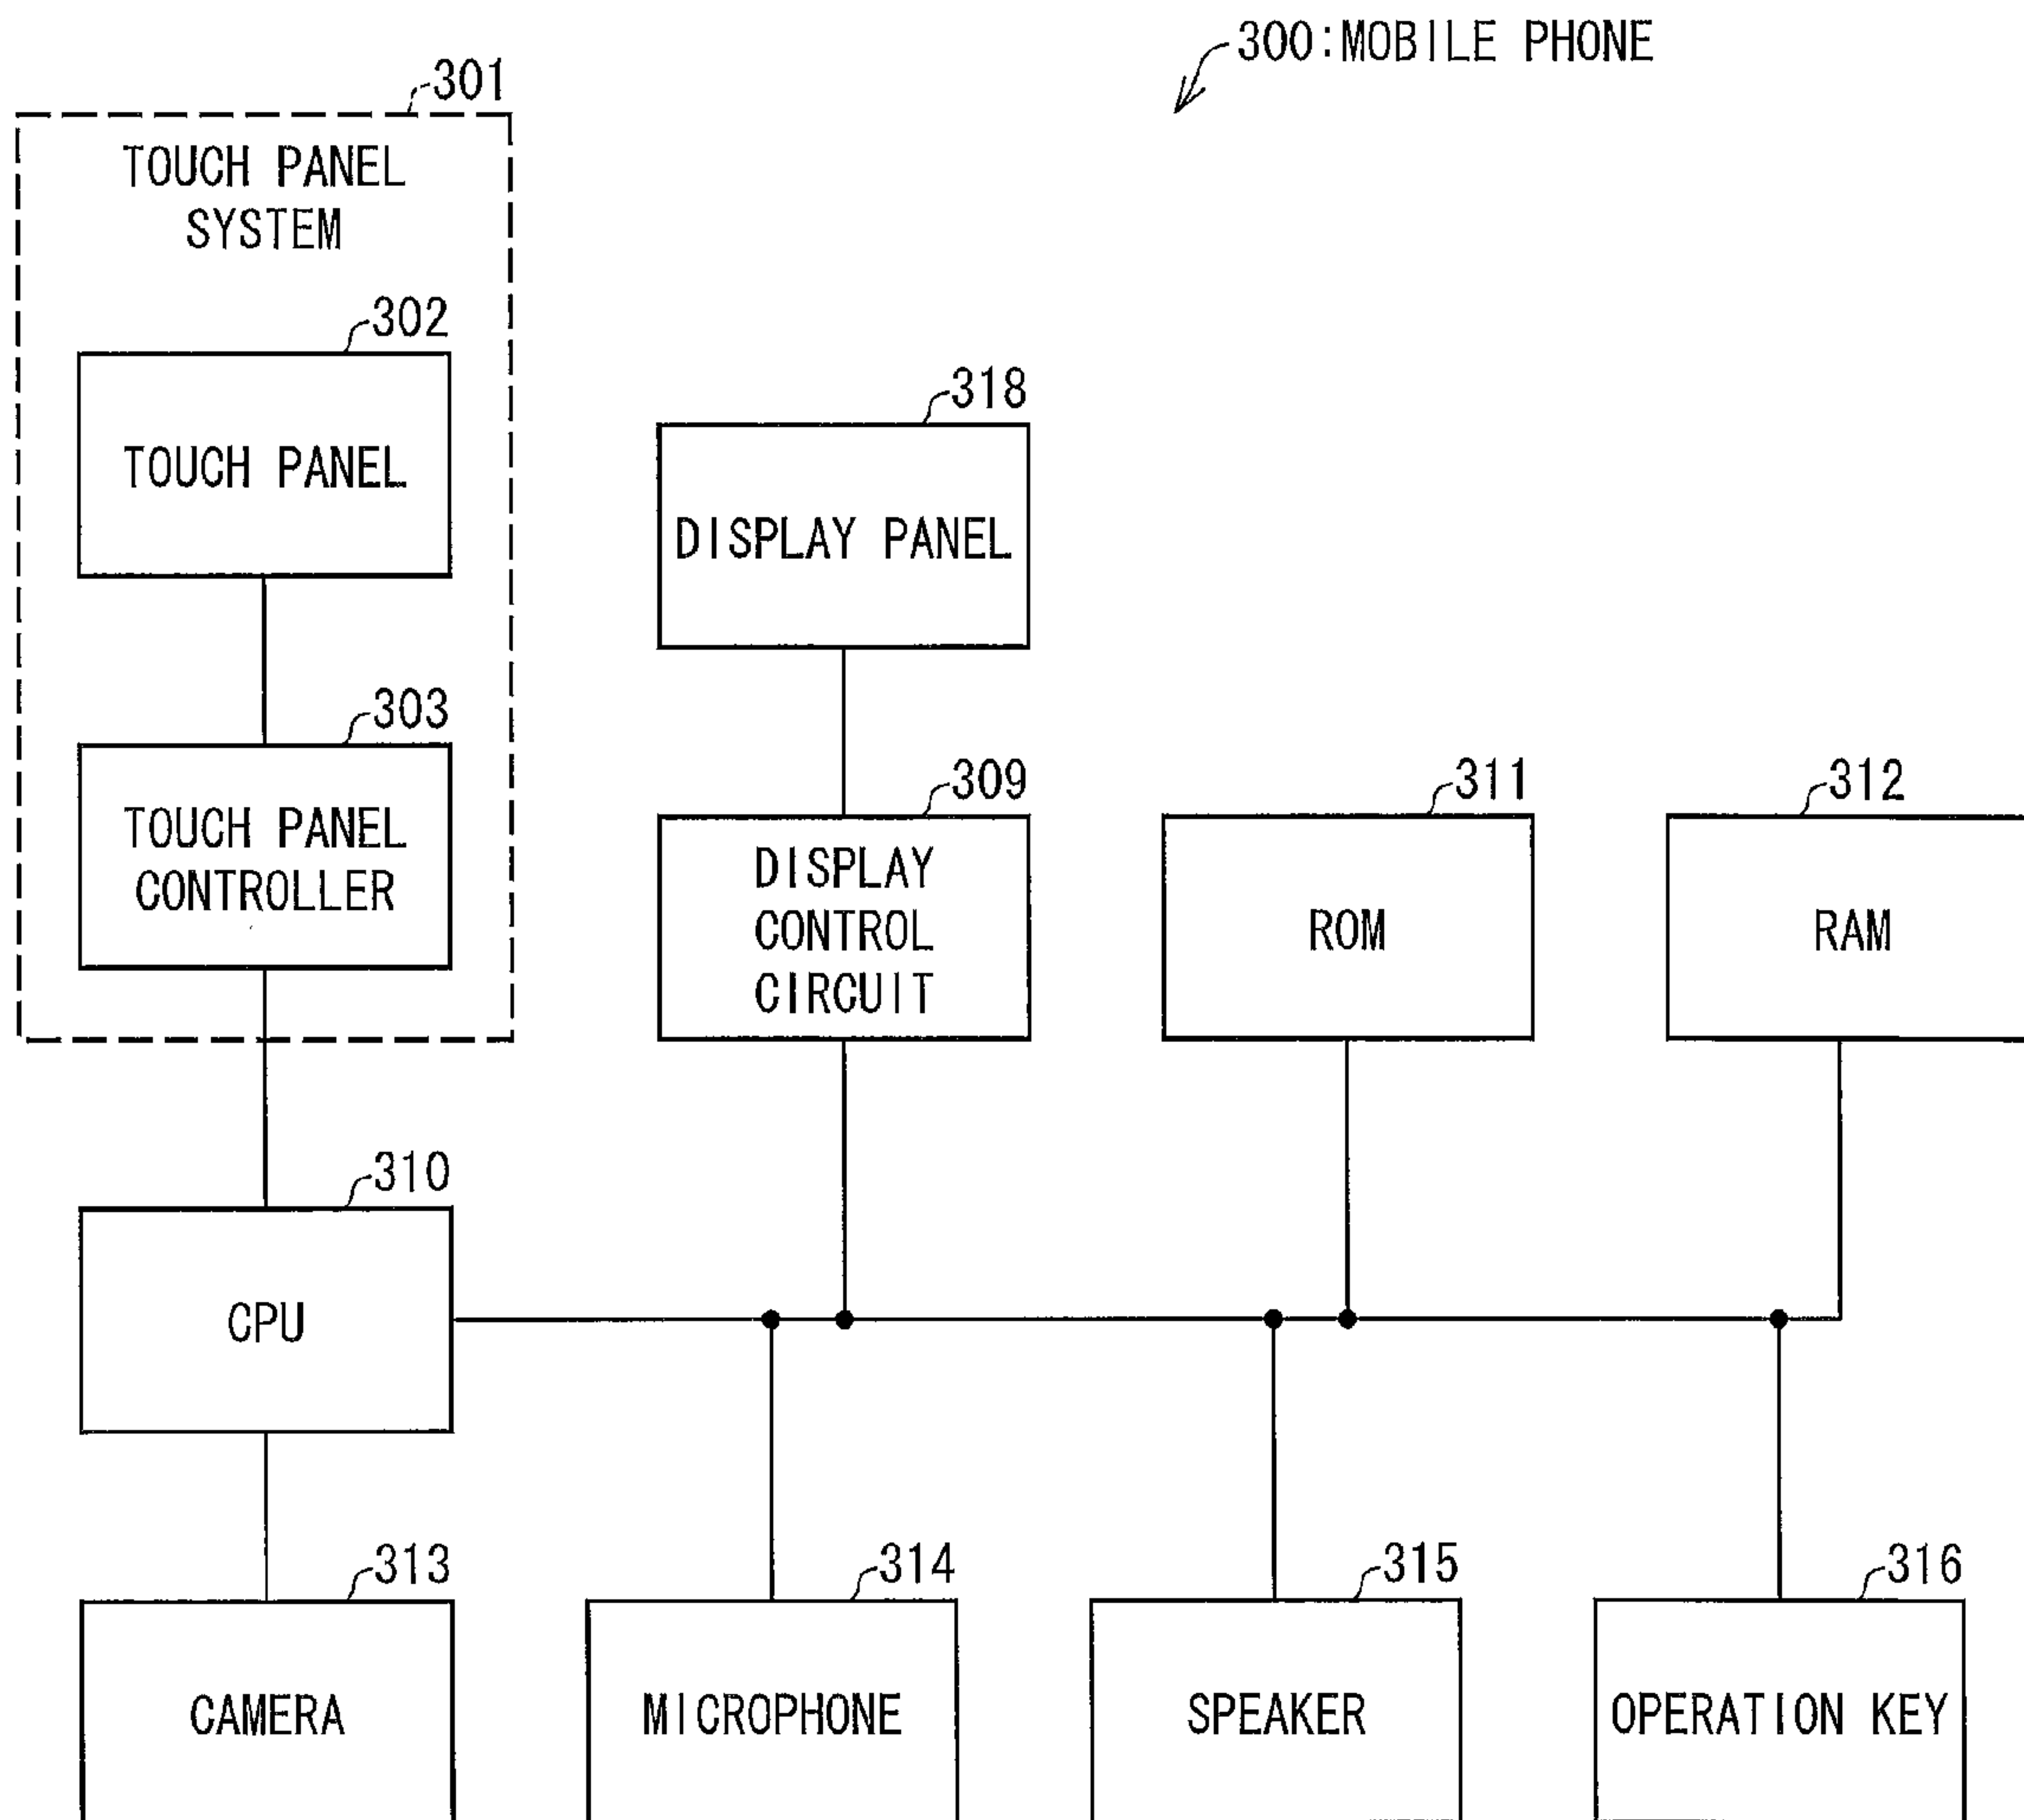 300:MOBILE PHONE
301
TOUCH PANEL
SYSTEM
302
TOUCH PANEL
318
DISPLAY PANEL
303
TOUCH PANEL
CONTROLLER
309
DISPLAY
CONTROL
CIRCUIT
311
ROM
312
RAM
310
CPU
313
CAMERA
314
MICROPHONE
315
SPEAKER
316
OPERATION KEY